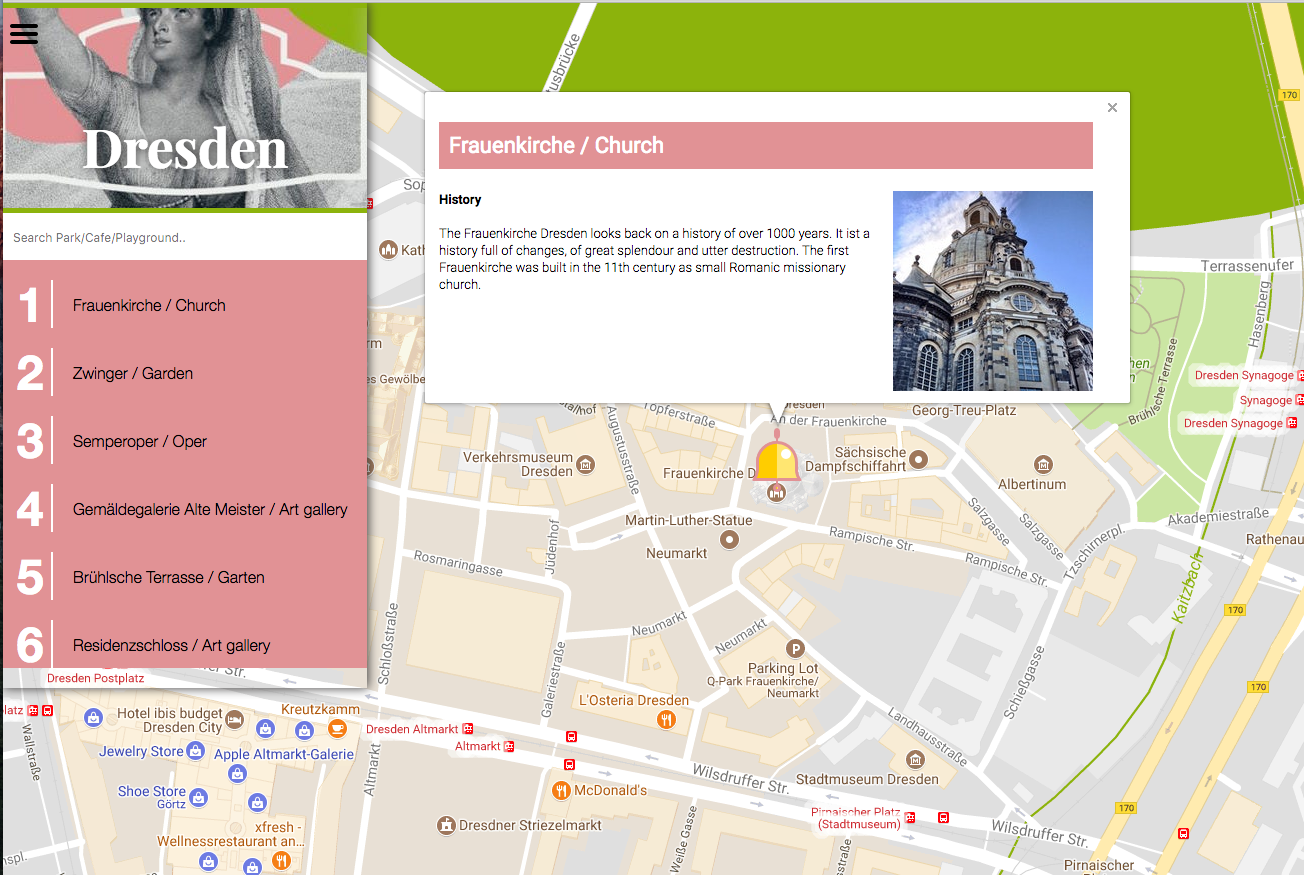 Dresden
Search Park/Cafe/Playground..
1 Frauenkirche / Church
2 Zwinger / Garden
3 Semperoper / Oper
4 Gemäldegalerie Alte Meister / Art gallery
5 Brühlsche Terrasse / Garten
6 Residenzschloss / Art gallery
×
Frauenkirche / Church
History
The Frauenkirche Dresden looks back on a history of over 1000 years. It ist a
history full of changes, of great splendour and utter destruction. The first
Frauenkirche was built in the 11th century as small Romanic missionary
church.
usbrücke
170
Sop
Kath
rm
es Gewölbe
Terrassenufer
Hasenberg
hen
Brühlsche Terrasse
Dresden Synagoge
Synagoge
Dresden Synagoge
Töpferstraße
Augustusstraße
An der Frauenkirche
Georg-Treu-Platz
Verkehrsmuseum
Dresden
Frauenkirche D
Sächsische
Dampfschiffahrt
Albertinum
Martin-Luther-Statue
Neumarkt
Salzgasse
Salzgasse
Tzschirnerpl.
Akademiestraße
Rathenau
Rampische Str.
Rampische Str.
Jüdenhof
Rosmaringasse
Schloßstraße
Kaitzbach
170
Neumarkt
Neumarkt
Galeriestraße
P
Parking Lot
Q-Park Frauenkirche/
Neumarkt
Schießgasse
170
Str.
Dresden Postplatz
latz
Wallstraße
Hotel ibis budget
Dresden City
Kreutzkamm
Jewelry Store
Apple Altmarkt-Galerie
Shoe Store
Görtz
xfresh -
Wellnessrestaurant an...
Dresden Altmarkt
Altmarkt
Altmarkt
L'Osteria Dresden
McDonald's
Dresdner Striezelmarkt
Wilsdruffer Str.
Landhausstraße
Stadtmuseum Dresden
Pirnaischer Platz
(Stadtmuseum)
170
Wilsdruffer Str.
Pirnaischer
Weiße Gasse
nspl.